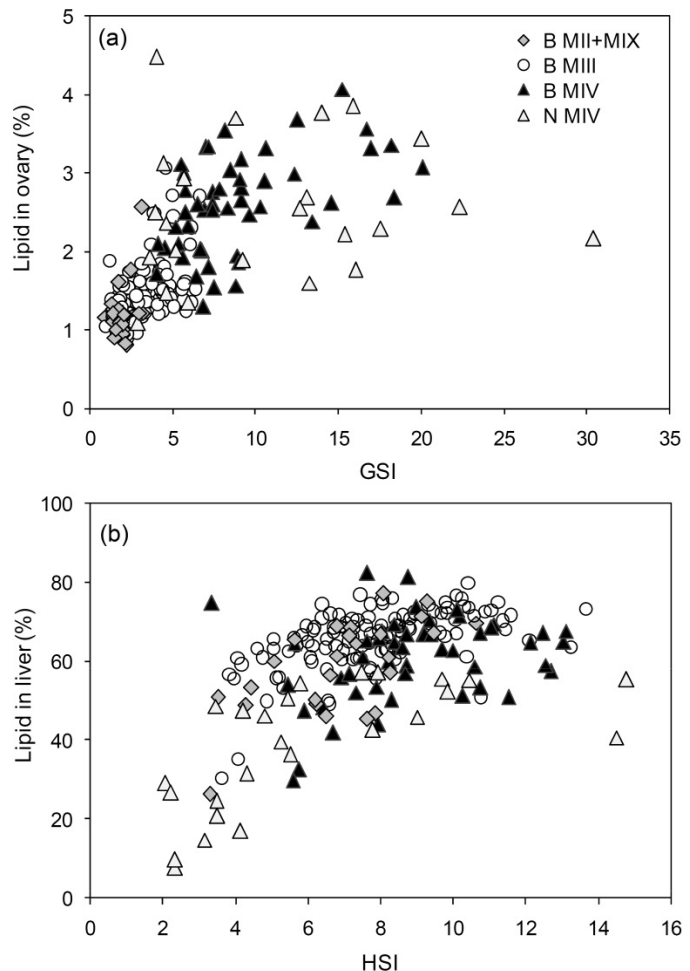 (a)
B MII+MIX
B MIII
B MIV
N MIV
Lipid in ovary (%)
5
4
3
2
1
0
0 5 10 15 20 25 30 35
GSI
(b)
Lipid in liver (%)
100
80
60
40
20
0
0 2 4 6 8 10 12 14 16
HSI